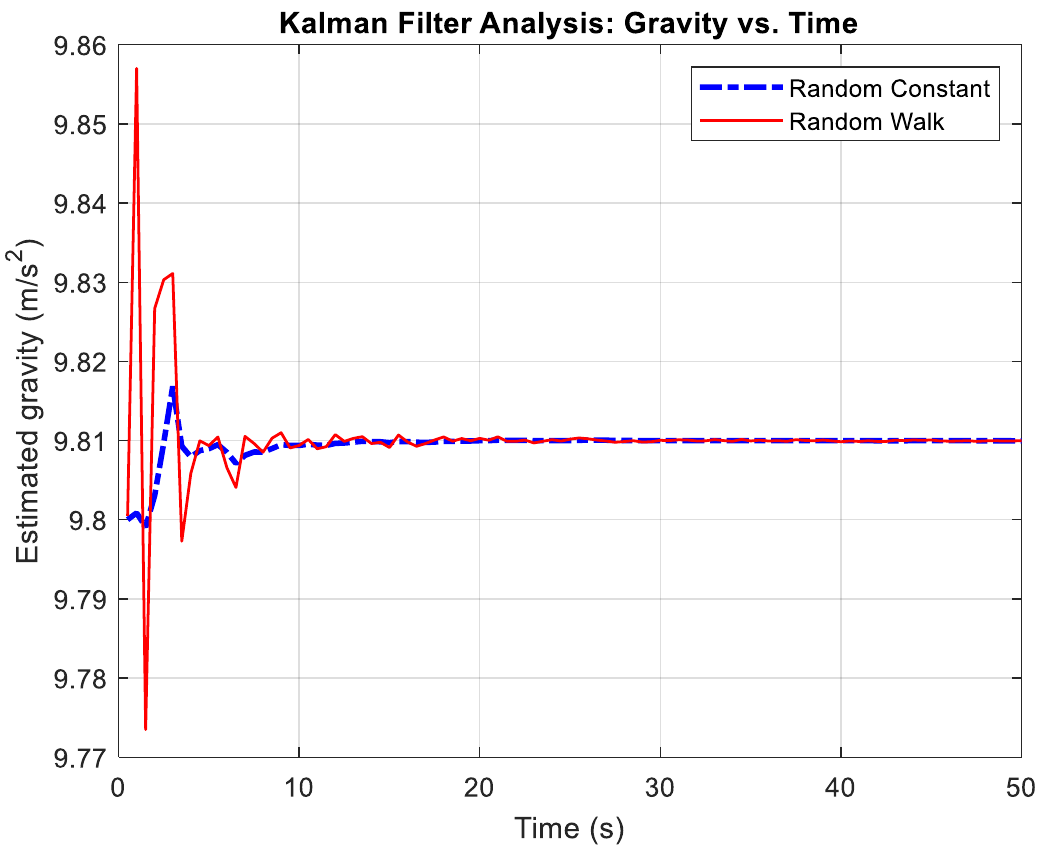 Kalman Filter Analysis: Gravity vs. Time
Random Constant
Random Walk
Estimated gravity (m/s²)
9.86
9.85
9.84
9.83
9.82
9.81
9.8
9.79
9.78
9.77
0 10 20 30 40 50
Time (s)